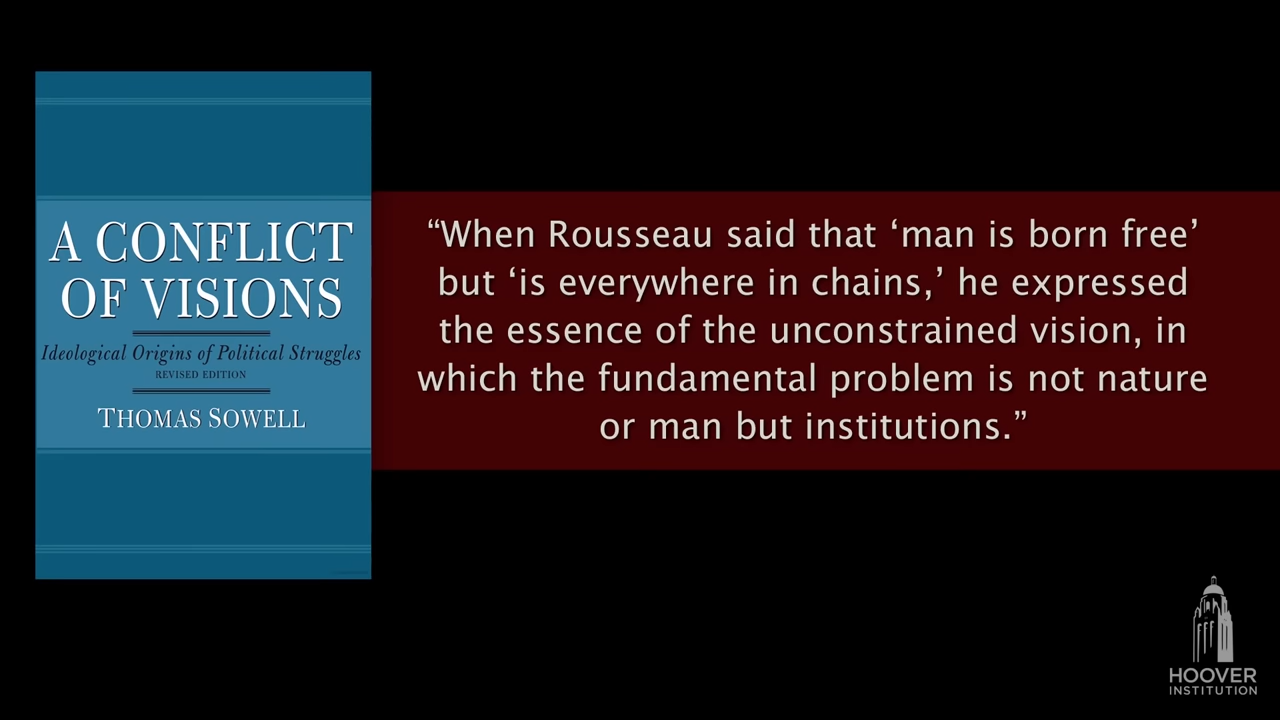 A CONFLICT
OF VISIONS
Ideological Origins of Political Struggles
REVISED EDITION
THOMAS SOWELL
“When Rousseau said that ‘man is born free’
but ‘is everywhere in chains,’ he expressed
the essence of the unconstrained vision, in
which the fundamental problem is not nature
or man but institutions.”
HOOVER
INSTITUTION